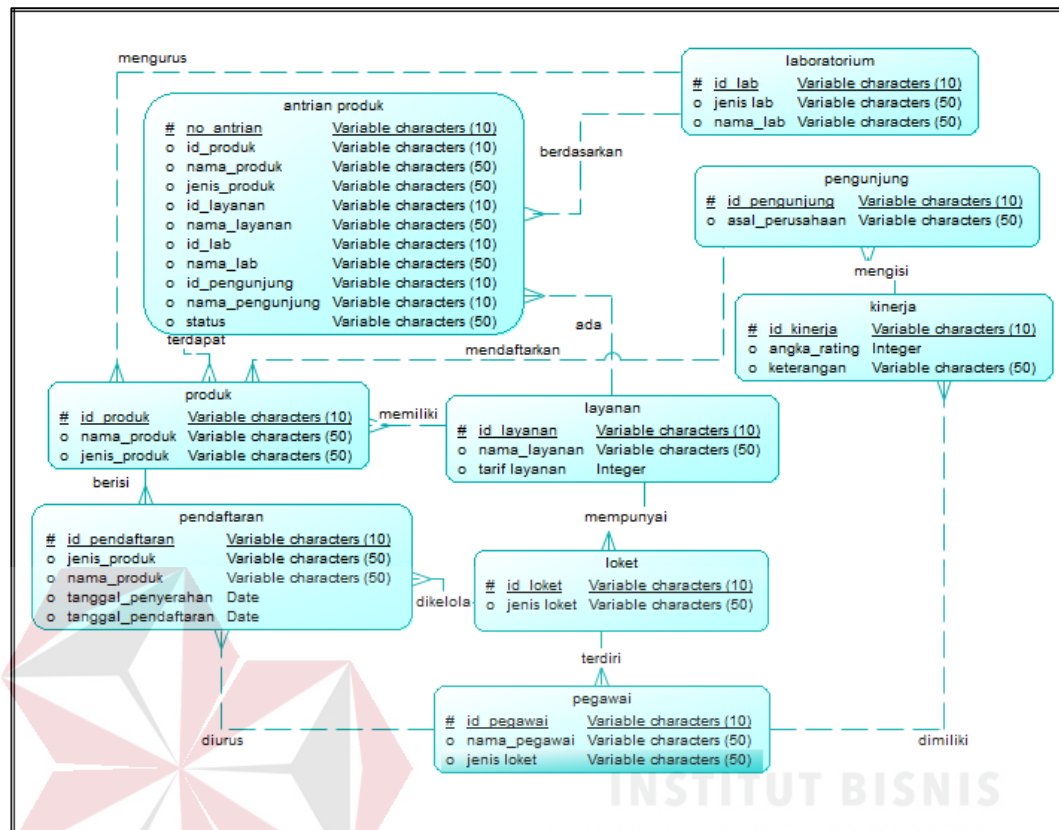 mengurus
laboratorium
# id_lab Variable characters (10)
o jenis lab Variable characters (50)
o nama_lab Variable characters (50)
antrian produk
# no_antrian Variable characters (10)
o id_produk Variable characters (10)
o nama_produk Variable characters (50)
o jenis_produk Variable characters (50)
o id_layanan Variable characters (10)
o nama_layanan Variable characters (50)
o id_lab Variable characters (10)
o nama_lab Variable characters (50)
o id_pengunjung Variable characters (10)
o nama_pengunjung Variable characters (10)
o status Variable characters (50)
berdasarkan
pengunjung
# id_pengunjung Variable characters (10)
o asal_perusahaan Variable characters (50)
mengisi
kinerja
# id_kinerja Variable characters (10)
o angka_rating Integer
o keterangan Variable characters (50)
ada
terdapat
mendaftarkan
produk
# id_produk Variable characters (10)
o nama_produk Variable characters (50)
o jenis_produk Variable characters (50)
memiliki
layanan
# id_layanan Variable characters (10)
o nama_layanan Variable characters (50)
o tarif layanan Integer
berisi
mempunyai
pendaftaran
# id_pendaftaran Variable characters (10)
o jenis_produk Variable characters (50)
o nama_produk Variable characters (50)
o tanggal_penyerahan Date
o tanggal_pendaftaran Date
dikelola
loket
# id_loket Variable characters (10)
o jenis loket Variable characters (50)
terdiri
pegawai
# id_pegawai Variable characters (10)
o nama_pegawai Variable characters (50)
o jenis loket Variable characters (50)
diurus
dimiliki
INSTITUT BISNIS